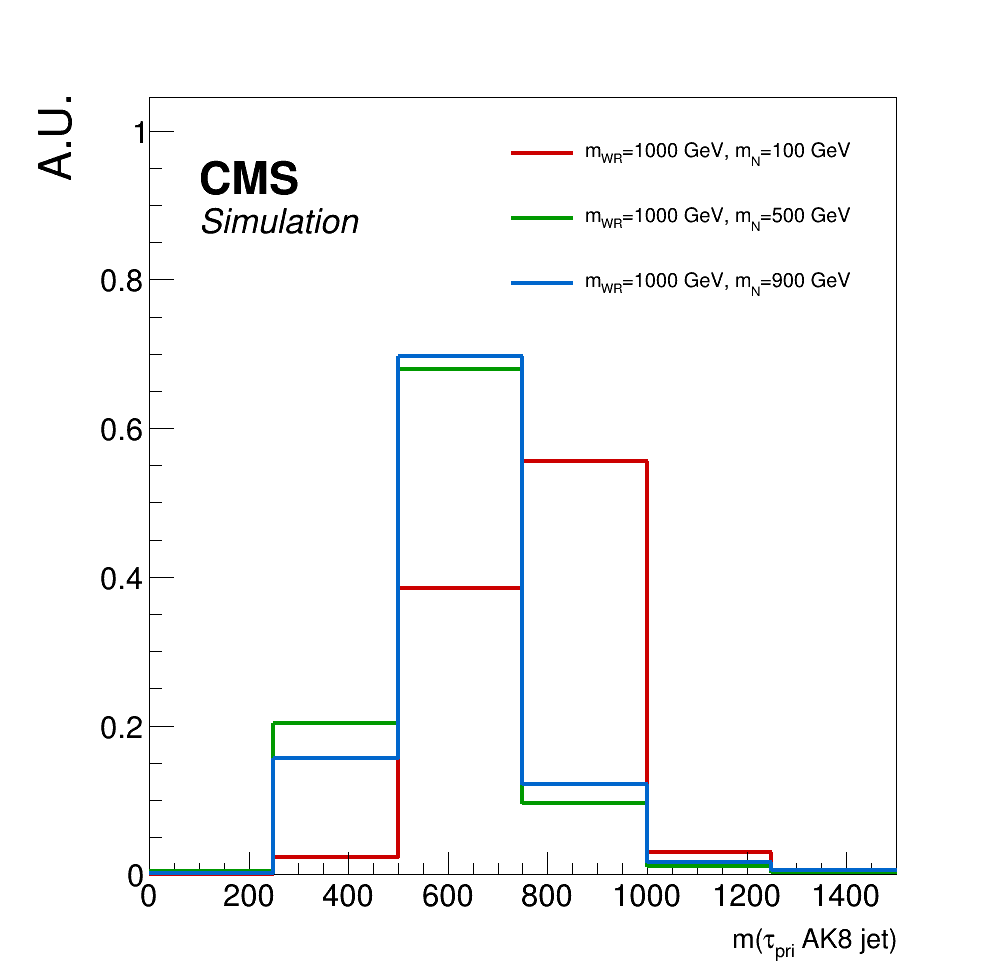 A.U.
1
CMS
Simulation
m_WR=1000 GeV, m_N=100 GeV
m_WR=1000 GeV, m_N=500 GeV
m_WR=1000 GeV, m_N=900 GeV
0.8
0.6
0.4
0.2
0
0 200 400 600 800 1000 1200 1400
m(τ_pri AK8 jet)